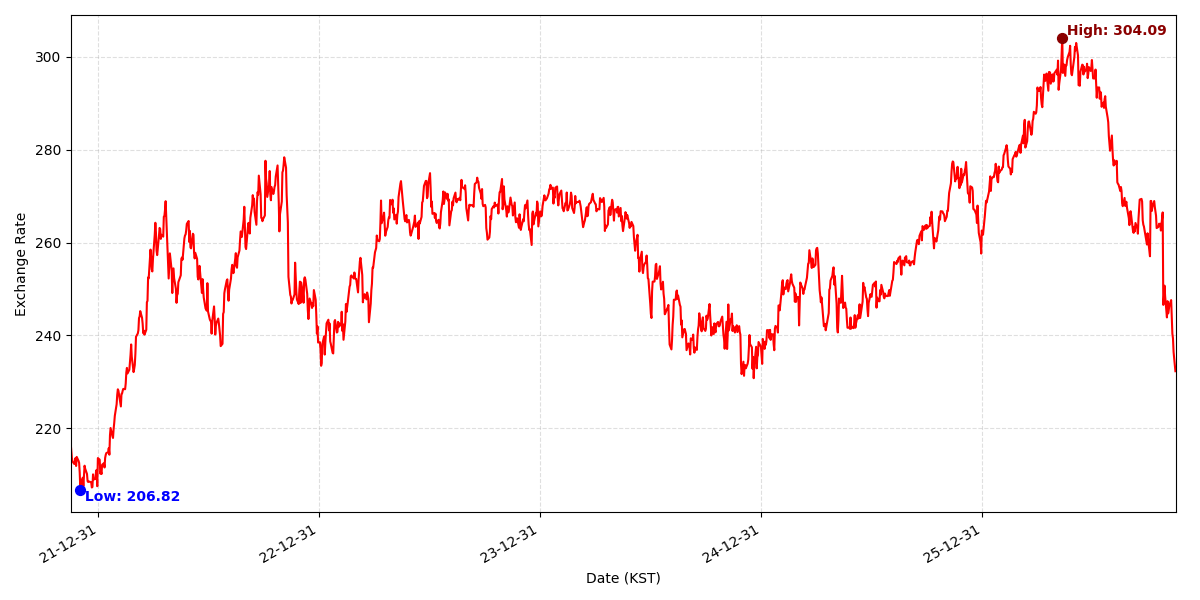 High: 304.09
300
280
260
240
220
Exchange Rate
Low: 206.82
21-12-31
22-12-31
23-12-31
24-12-31
25-12-31
Date (KST)